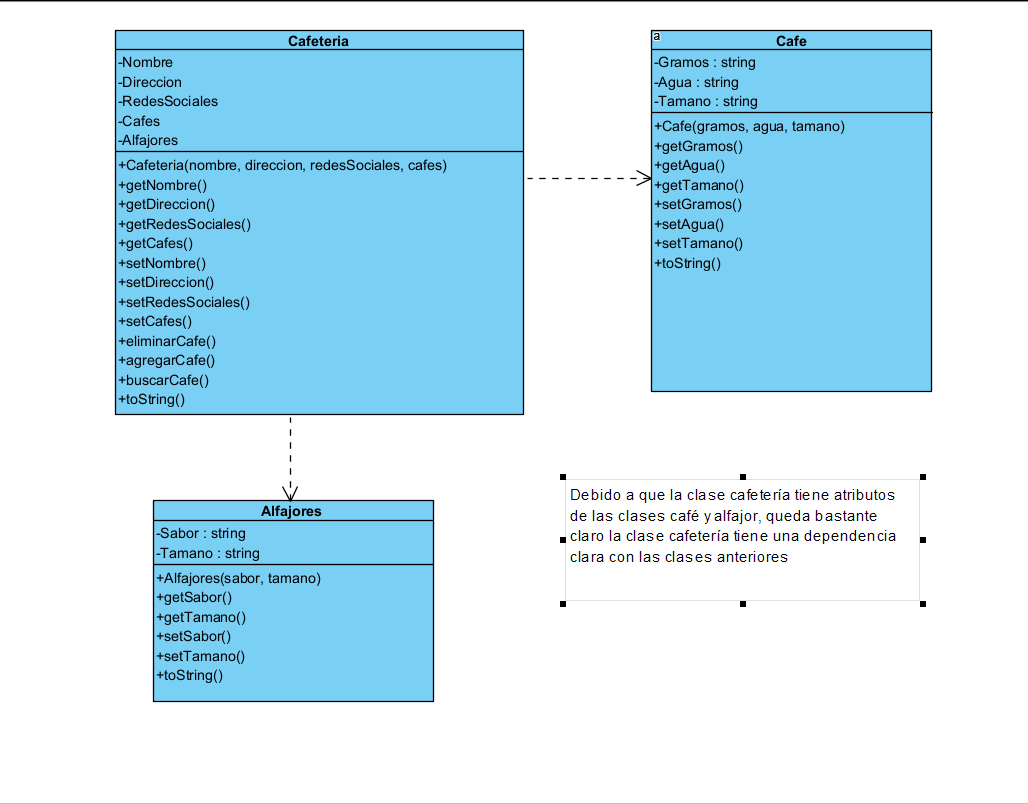 Cafeteria
-Nombre
-Direccion
-RedesSociales
-Cafes
-Alfajores
+Cafeteria(nombre, direccion, redesSociales, cafes)
+getNombre()
+getDireccion()
+getRedesSociales()
+getCafes()
+setNombre()
+setDireccion()
+setRedesSociales()
+setCafes()
+eliminarCafe()
+agregarCafe()
+buscarCafe()
+toString()
a
Cafe
-Gramos : string
-Agua : string
-Tamano : string
+Cafe(gramos, agua, tamano)
+getGramos()
+getAgua()
+getTamano()
+setGramos()
+setAgua()
+setTamano()
+toString()
Alfajores
-Sabor : string
-Tamano : string
+Alfajores(sabor, tamano)
+getSabor()
+getTamano()
+setSabor()
+setTamano()
+toString()
Debido a que la clase cafetería tiene atributos
de las clases café y alfajor, queda bastante
claro la clase cafetería tiene una dependencia
clara con las clases anteriores